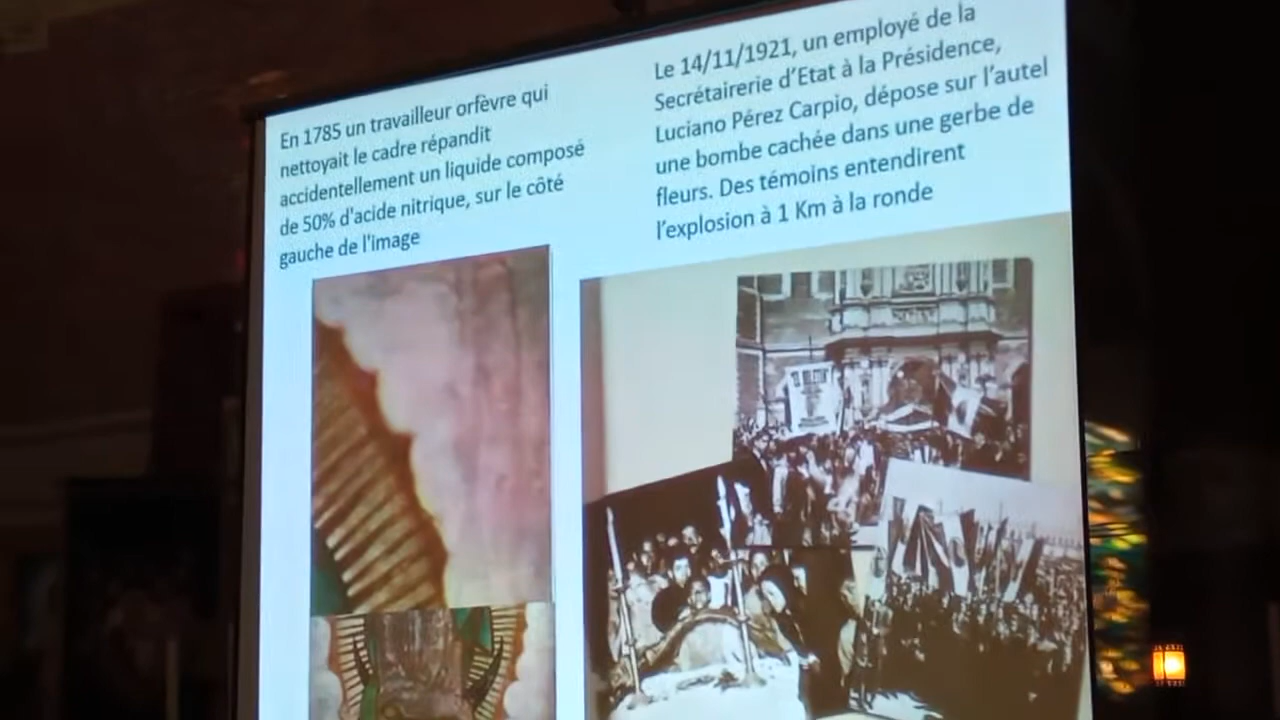 En 1785 un travailleur orfèvre qui
nettoyait le cadre répandit
accidentellement un liquide composé
de 50% d'acide nitrique, sur le côté
gauche de l'image
Le 14/11/1921, un employé de la
Secrétairerie d'Etat à la Présidence,
Luciano Pérez Carpio, dépose sur l'autel
une bombe cachée dans une gerbe de
fleurs. Des témoins entendirent
l'explosion à 1 Km à la ronde